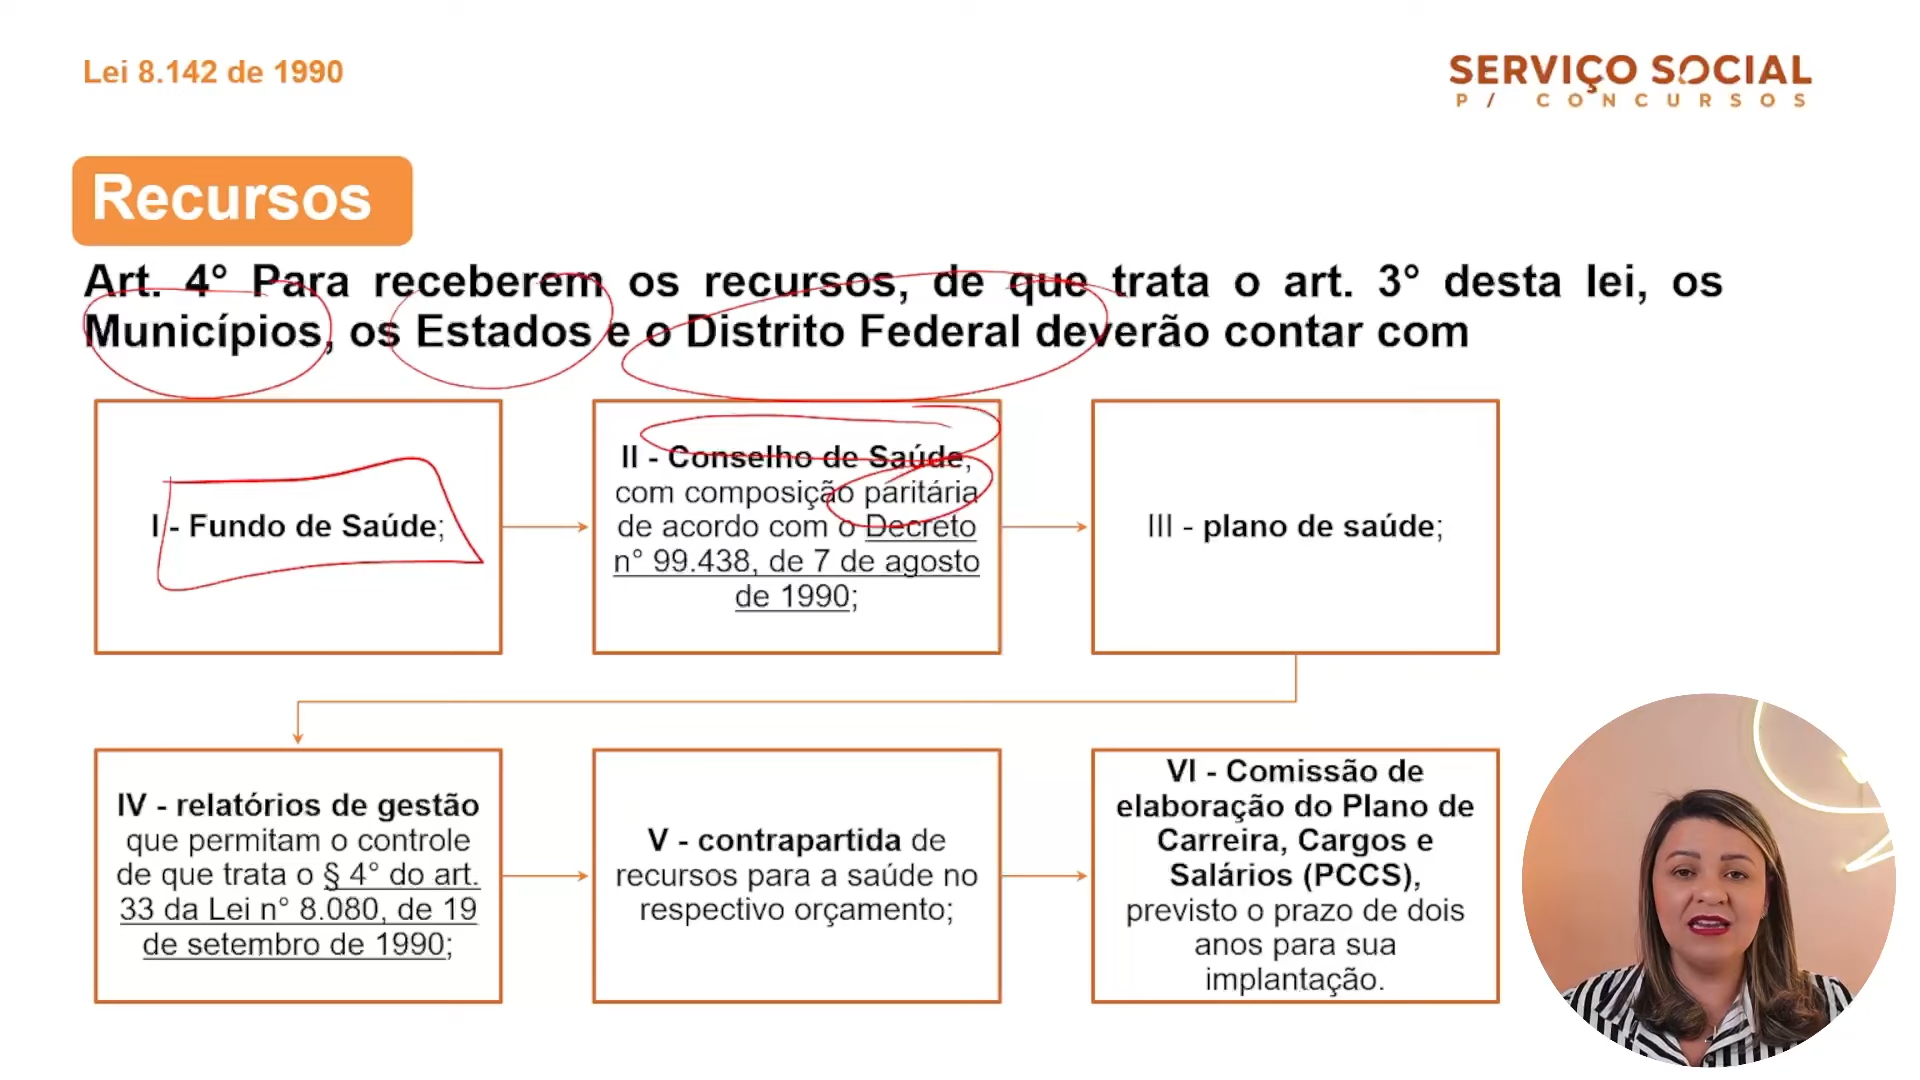 Lei 8.142 de 1990
SERVIÇO SOCIAL
P / CONCURSOS
Recursos
Art. 4° Para receberem os recursos, de que trata o art. 3° desta lei, os
Municípios, os Estados e o Distrito Federal deverão contar com
I - Fundo de Saúde;
II - Conselho de Saúde,
com composição paritária
de acordo com o Decreto
n° 99.438, de 7 de agosto
de 1990;
III - plano de saúde;
IV - relatórios de gestão
que permitam o controle
de que trata o § 4° do art.
33 da Lei n° 8.080, de 19
de setembro de 1990;
V - contrapartida de
recursos para a saúde no
respectivo orçamento;
VI - Comissão de
elaboração do Plano de
Carreira, Cargos e
Salários (PCCS),
previsto o prazo de dois
anos para sua
implantação.